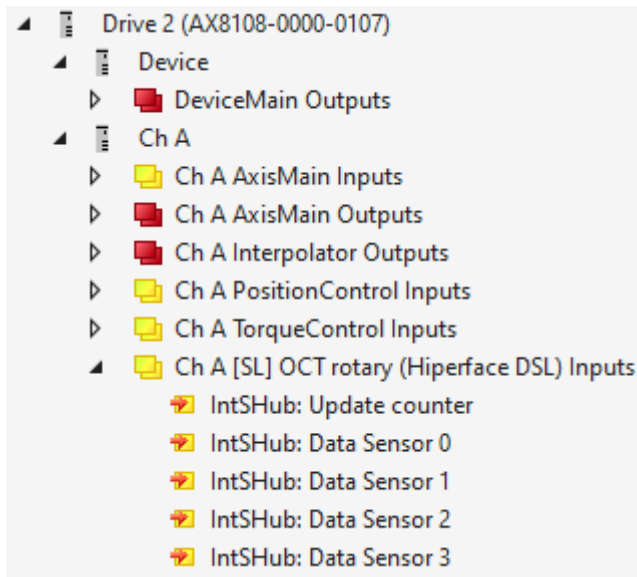 Drive 2 (AX8108-0000-0107)
Device
DeviceMain Outputs
Ch A
Ch A AxisMain Inputs
Ch A AxisMain Outputs
Ch A Interpolator Outputs
Ch A PositionControl Inputs
Ch A TorqueControl Inputs
Ch A [SL] OCT rotary (Hiperface DSL) Inputs
IntSHub: Update counter
IntSHub: Data Sensor 0
IntSHub: Data Sensor 1
IntSHub: Data Sensor 2
IntSHub: Data Sensor 3